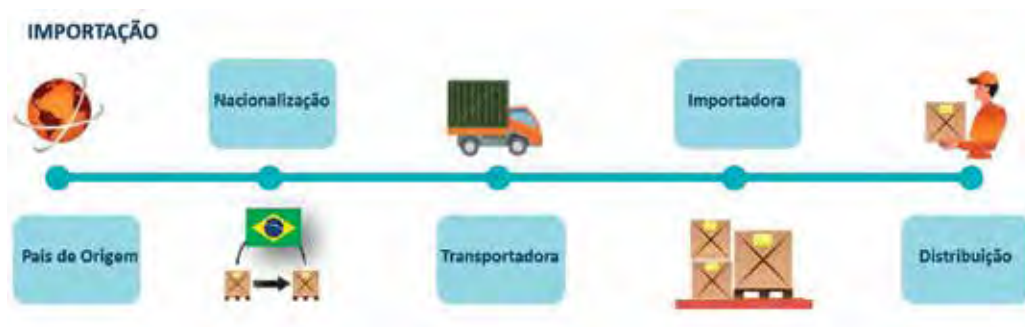 IMPORTAÇÃO
Nacionalização
Importadora
País de Origem
Transportadora
Distribuição